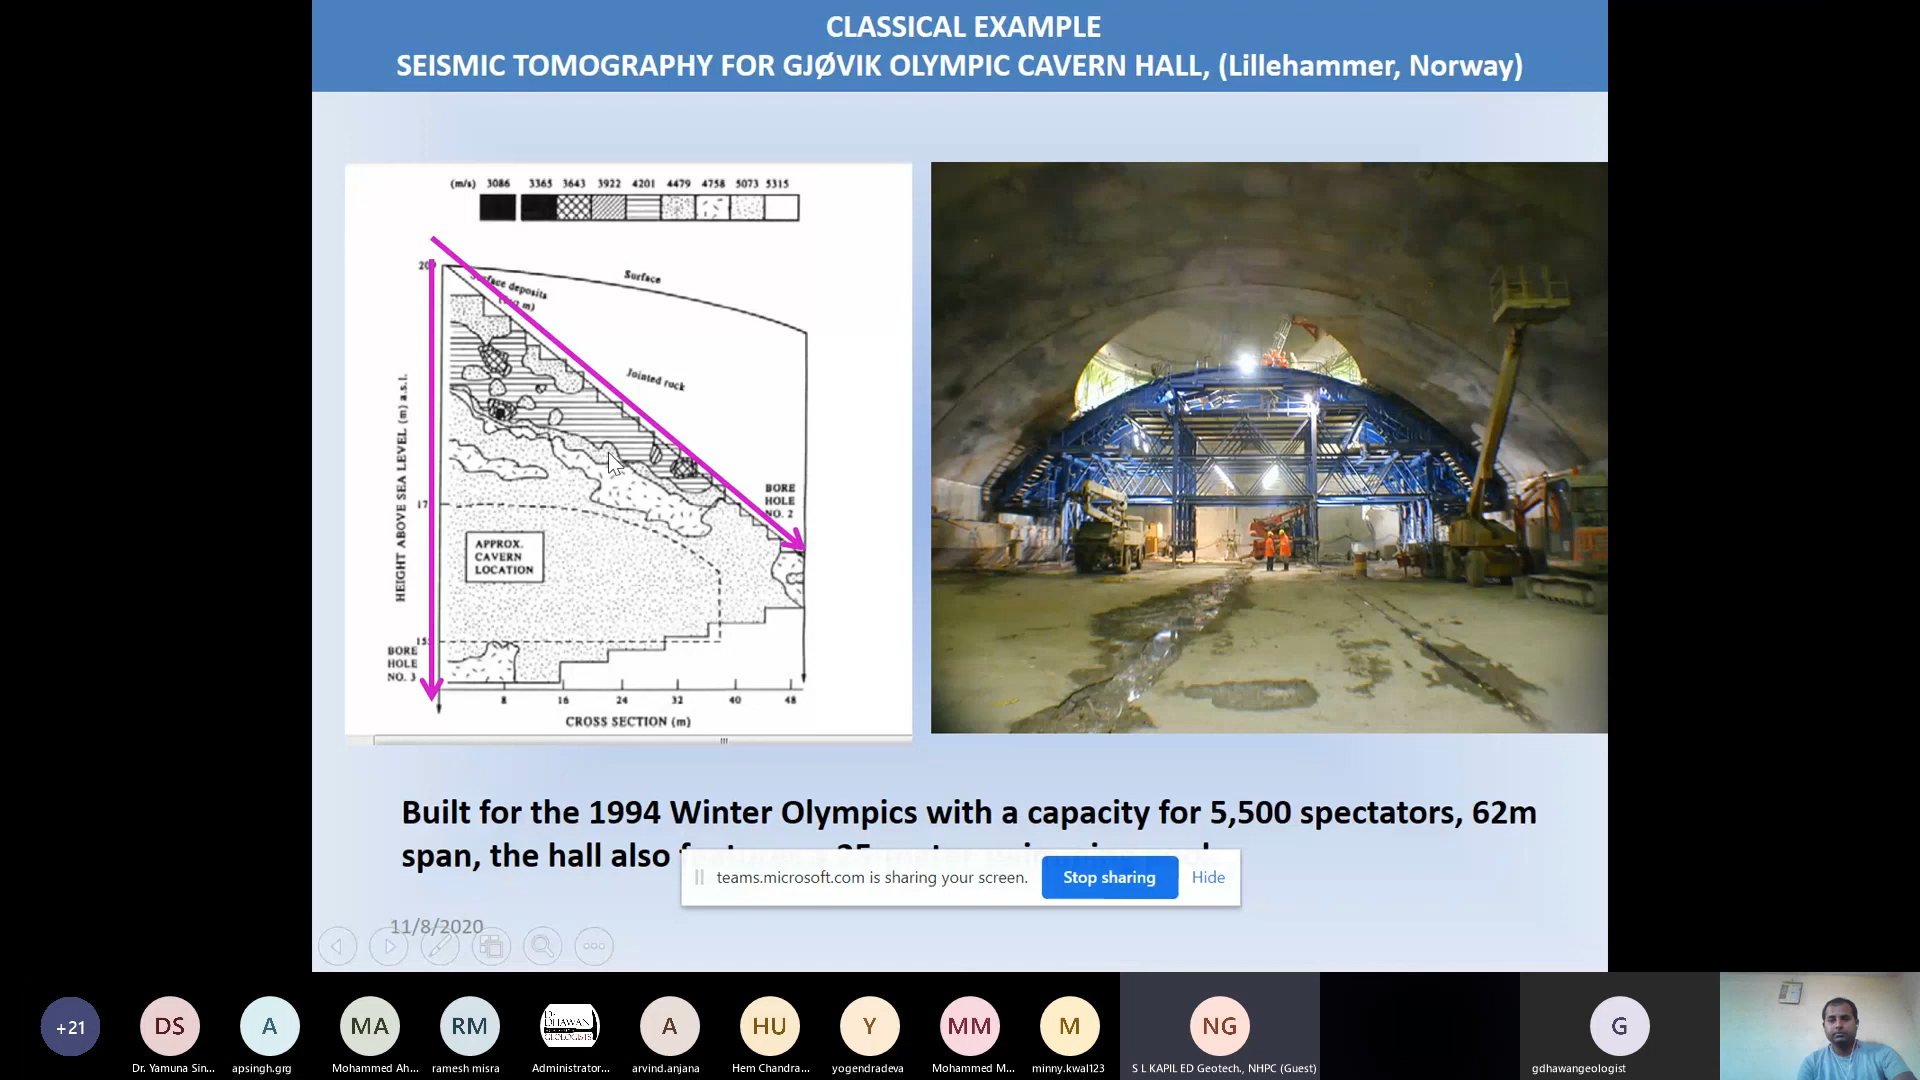 CLASSICAL EXAMPLE
SEISMIC TOMOGRAPHY FOR GJØVIK OLYMPIC CAVERN HALL, (Lillehammer, Norway)
(m/s) 3086 3365 3643 3922 4201 4479 4758 5073 5315
Surface
deposits
m)
Jointed rock
HEIGHT ABOVE SEA LEVEL (m) a.s.l.
BORE
HOLE
NO. 2
APPROX.
CAVERN
LOCATION
BORE
HOLE
NO. 3
8 16 24 32 40 48
CROSS SECTION (m)
Built for the 1994 Winter Olympics with a capacity for 5,500 spectators, 62m
span, the hall also
teams.microsoft.com is sharing your screen.
Stop sharing
Hide
11/8/2020
+21
DS
A
MA
RM
DHAWAN
GEOLOGISTS
A
HU
Y
MM
M
NG
G
Dr. Yamuna Sin...
apsingh.grg
Mohammed Ah...
ramesh misra
Administrator...
arvind.anjana
Hem Chandra...
yogendradeva
Mohammed M...
minny.kwal123
S L KAPIL ED Geotech., NHPC (Guest)
gdhawangeologist